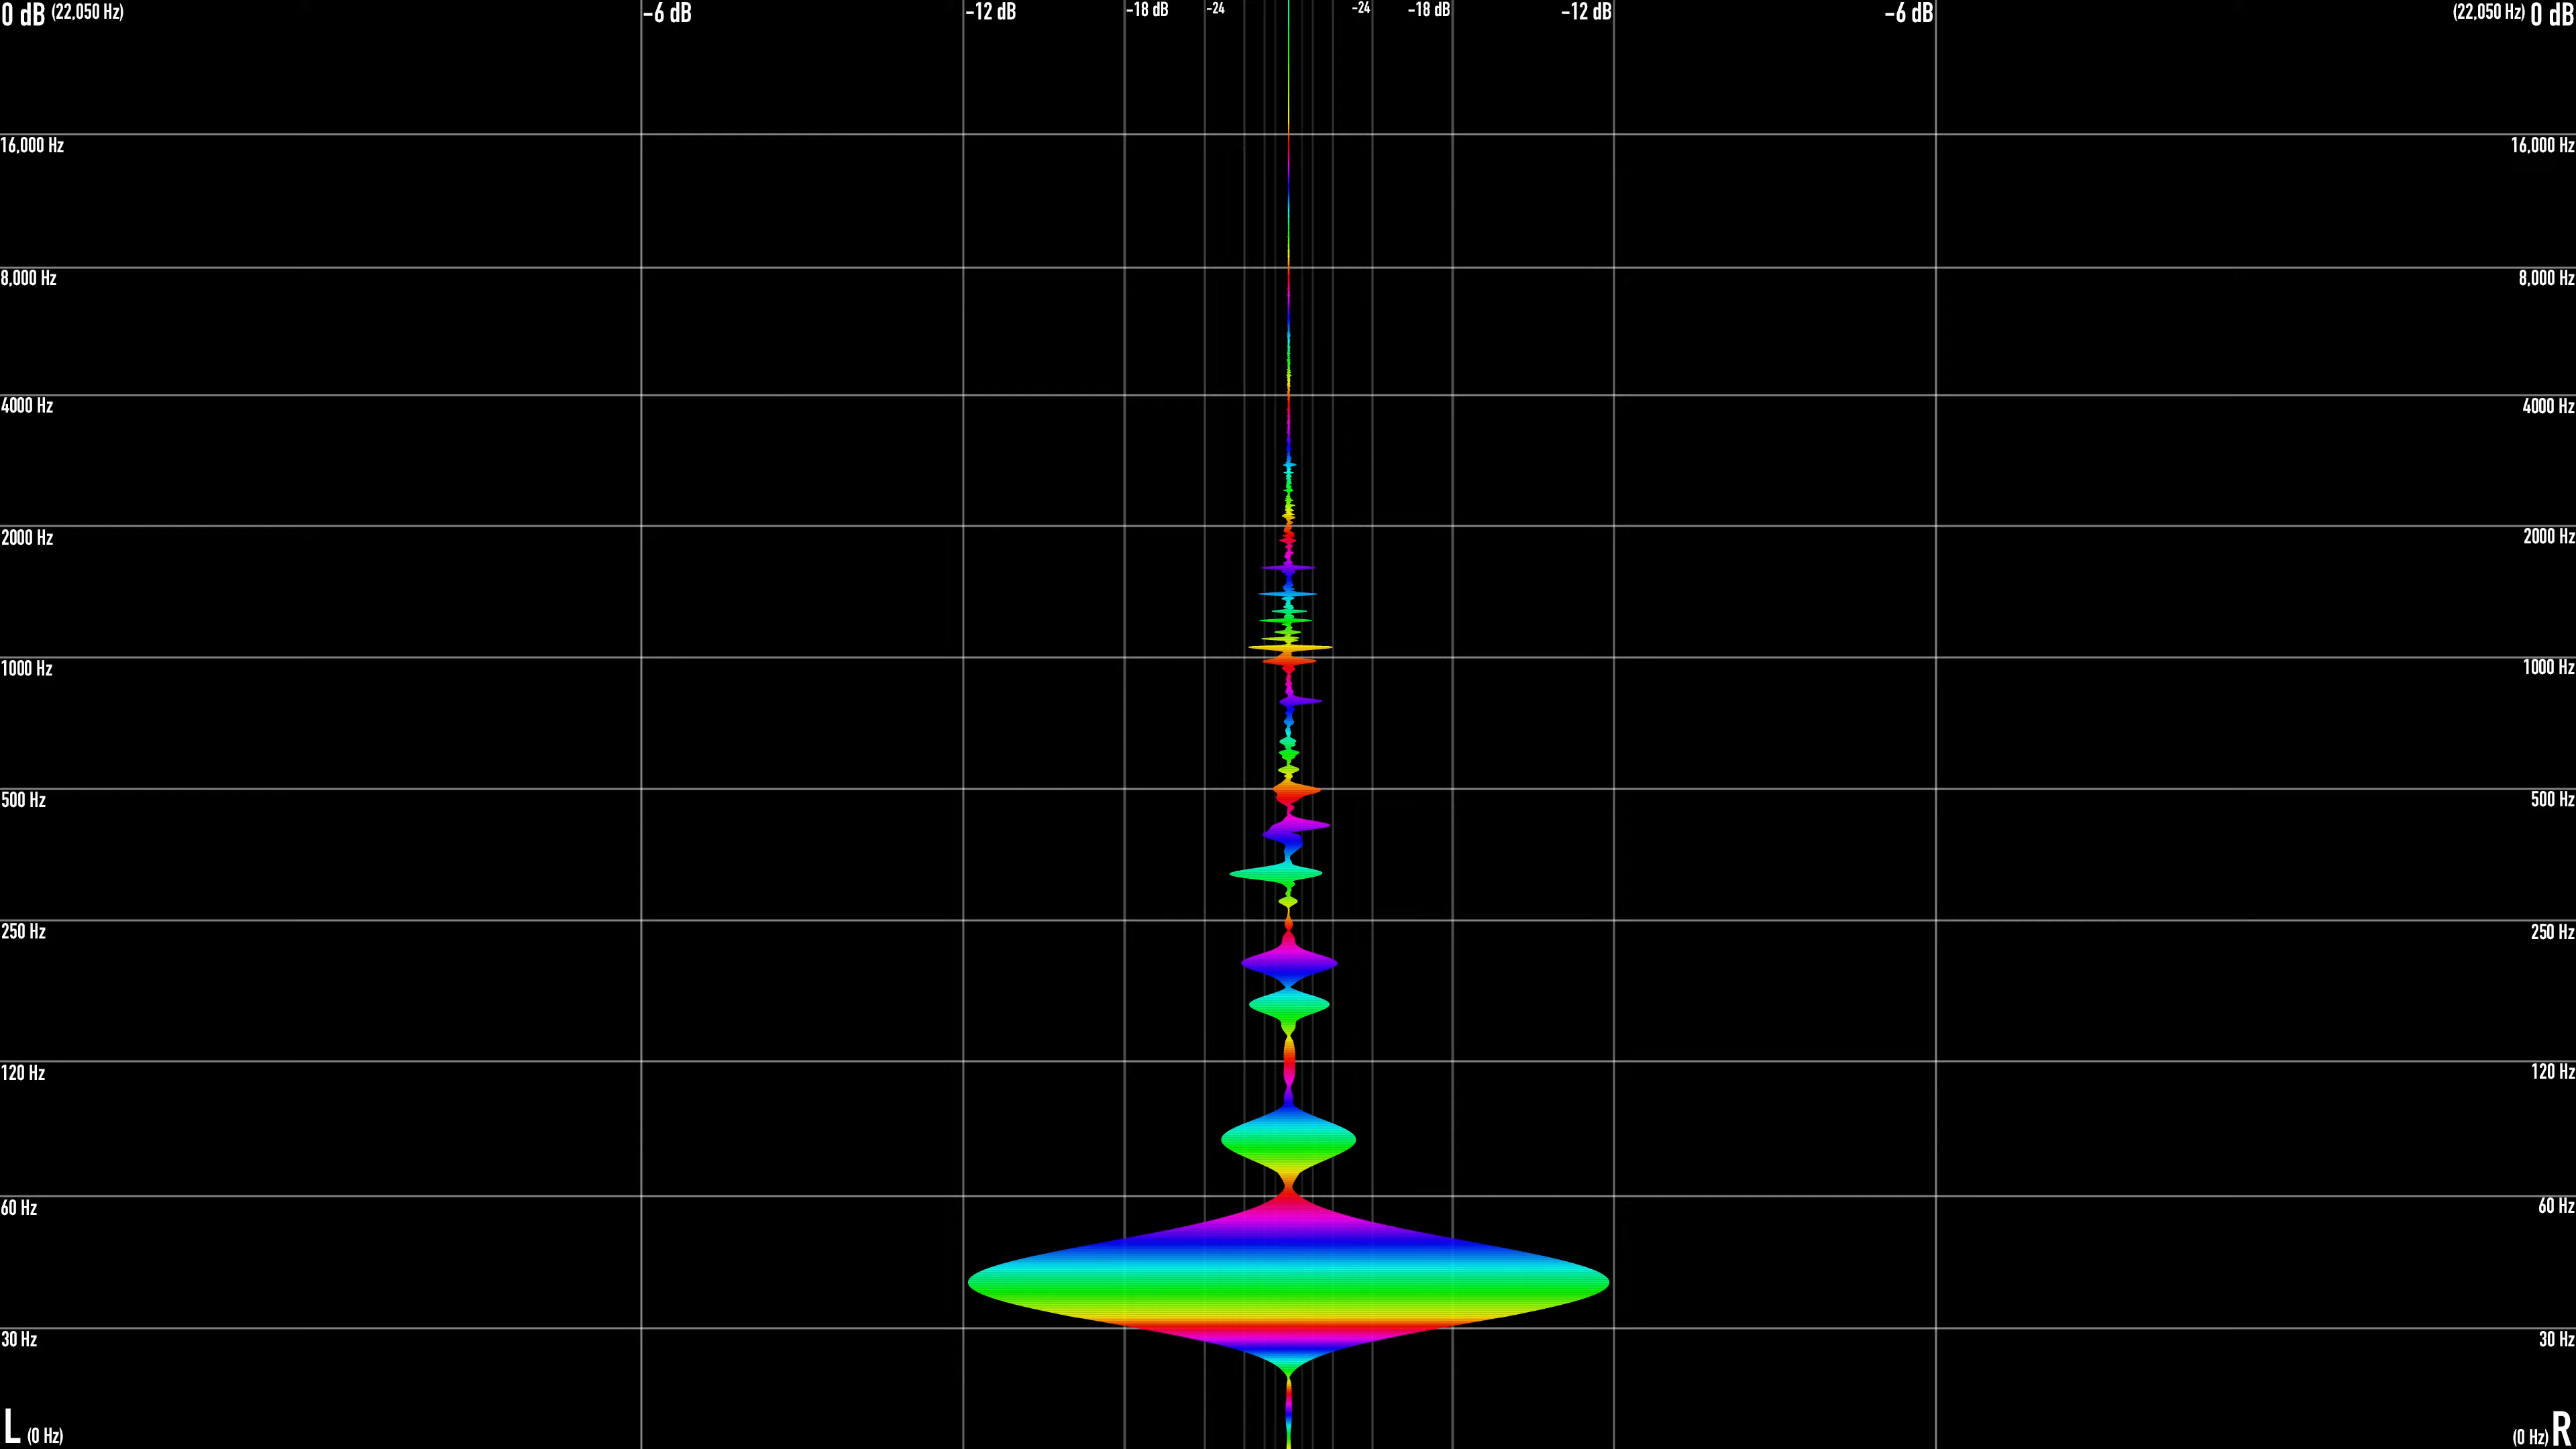 0 dB (22,050 Hz) −6 dB −12 dB −18 dB −24 −24 −18 dB −12 dB −6 dB (22,050 Hz) 0 dB
16,000 Hz 16,000 Hz
8,000 Hz 8,000 Hz
4000 Hz 4000 Hz
2000 Hz 2000 Hz
1000 Hz 1000 Hz
500 Hz 500 Hz
250 Hz 250 Hz
120 Hz 120 Hz
60 Hz 60 Hz
30 Hz 30 Hz
L (0 Hz) (0 Hz) R